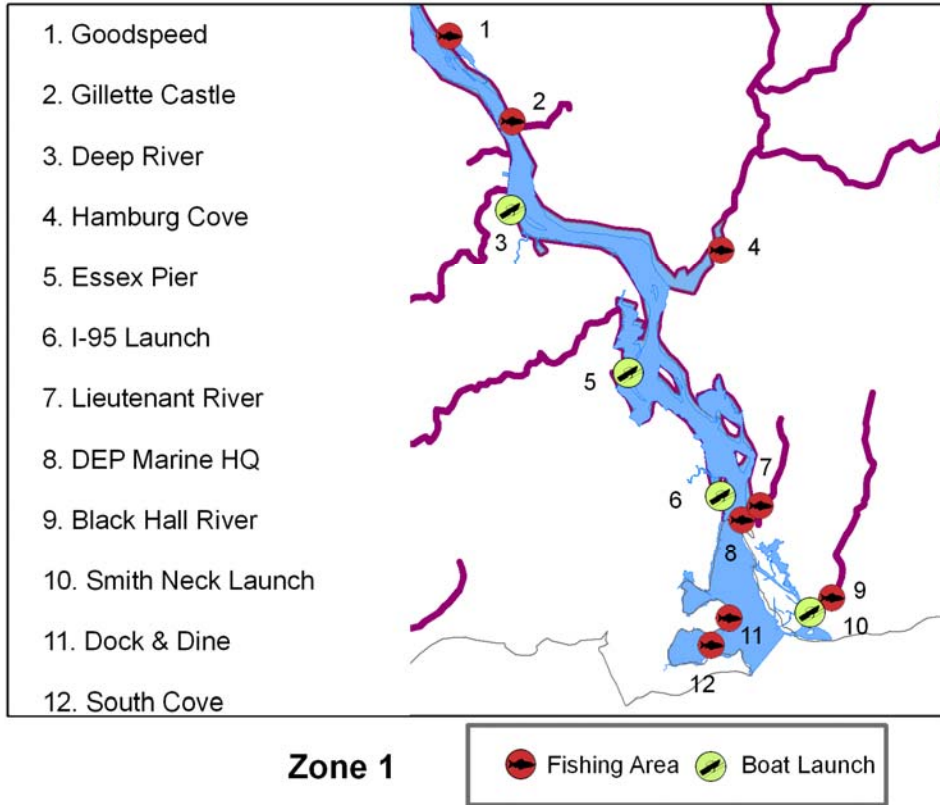 1. Goodspeed
2. Gillette Castle
3. Deep River
4. Hamburg Cove
5. Essex Pier
6. I-95 Launch
7. Lieutenant River
8. DEP Marine HQ
9. Black Hall River
10. Smith Neck Launch
11. Dock & Dine
12. South Cove
1
2
3
4
5
6
7
8
9
10
11
12
Zone 1
Fishing Area
Boat Launch